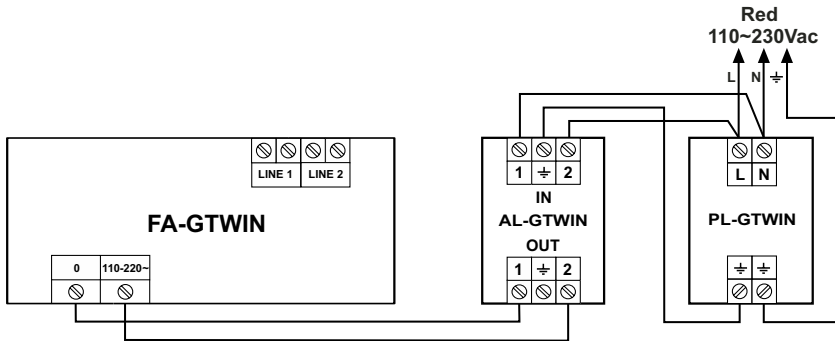 Red
110~230Vac
L N ⏚
LINE 1 LINE 2
1 ⏚ 2
L N
IN
FA-GTWIN
AL-GTWIN
PL-GTWIN
OUT
0 110-220~
1 ⏚ 2
⏚ ⏚